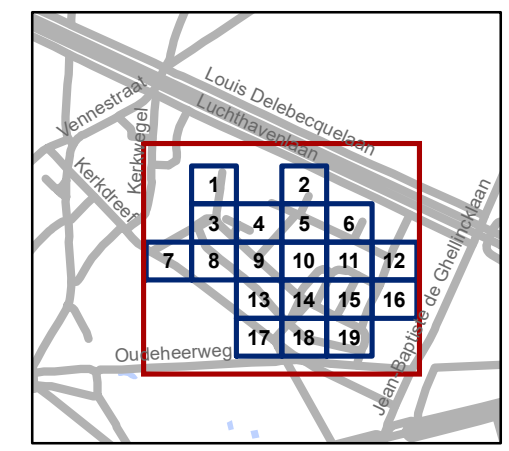 Louis Delebecquelaan
Luchthavenlaan
Vennestraat
Kerkwegel
Kerkdreef
1 2
3 4 5 6
7 8 9 10 11 12
13 14 15 16
17 18 19
Oudeheerweg
Jean-Baptiste de Ghellincklaan